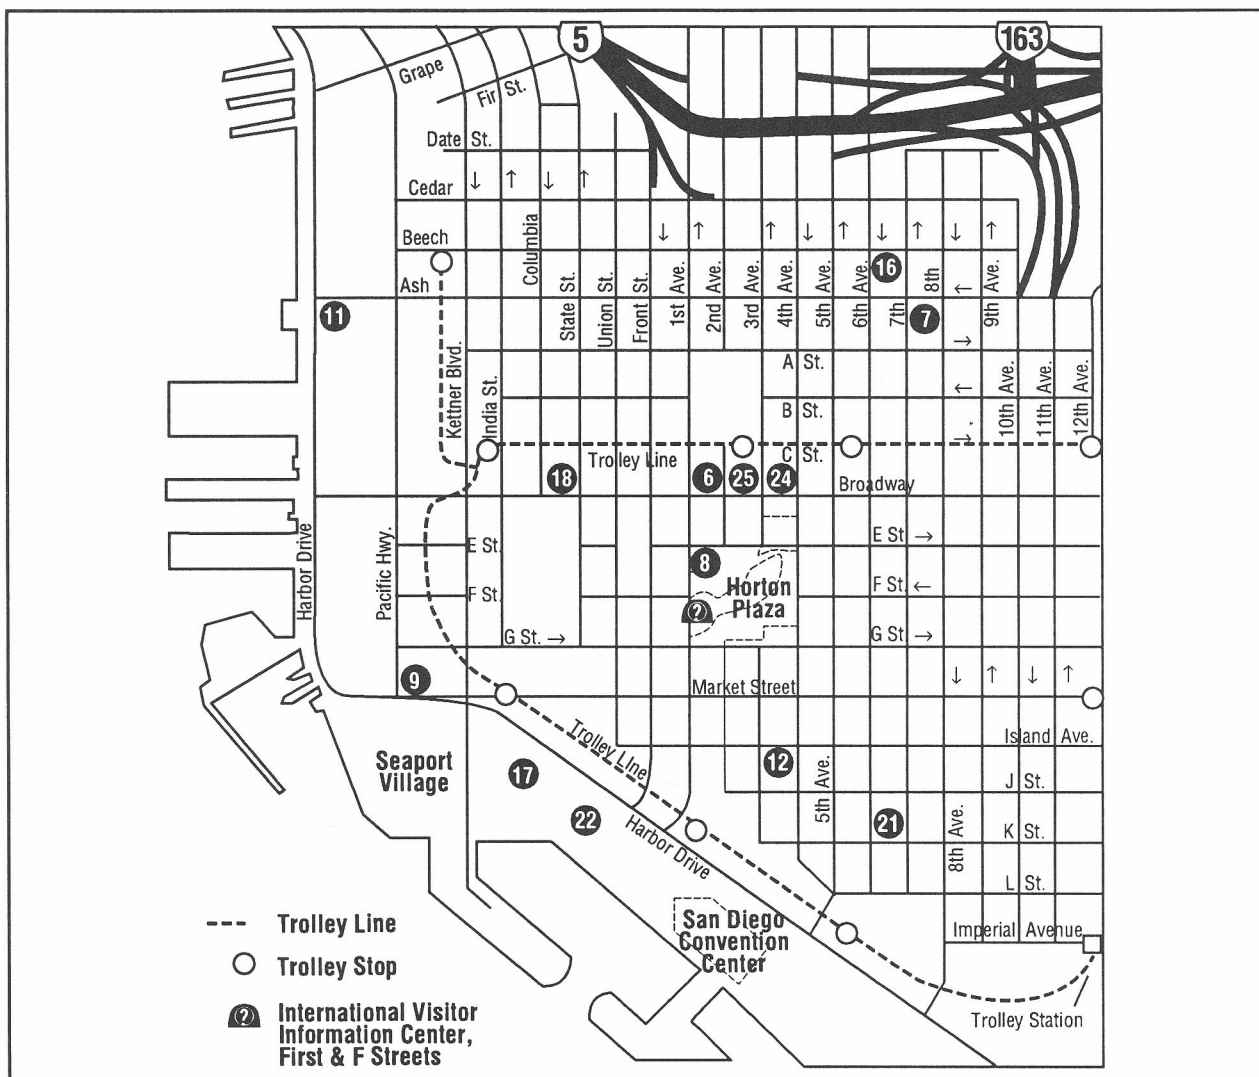 5
163
Grape
Fir St.
Date St.
Cedar
↓ ↑ ↓ ↑
Beech
Columbia
↓ ↑ ↑ ↓ ↑ ↓ ↑ ↓ ↑
Ash
State St.
Union St.
Front St.
1st Ave.
2nd Ave.
3rd Ave.
4th Ave.
5th Ave.
6th Ave.
7th
8th
9th Ave.
16
←
11
7
→
Kettner Blvd.
India St.
A St.
←
B St.
10th Ave.
11th Ave.
12th Ave.
→
C St.
Trolley Line
18
6
25
24
Broadway
Harbor Drive
Pacific Hwy.
E St.
E St. →
8
Horton
Plaza
F St.
F St. ←
?
G St. →
G St. →
9
Market Street
↓ ↑ ↓ ↑
Trolley LIne
Island Ave.
Seaport
Village
17
12
5th Ave.
J St.
22
Harbor Drive
21
8th Ave.
K St.
L St.
San Diego
Convention
Center
Imperial Avenue
Trolley Station
Trolley Line
Trolley Stop
?
International Visitor
Information Center,
First & F Streets